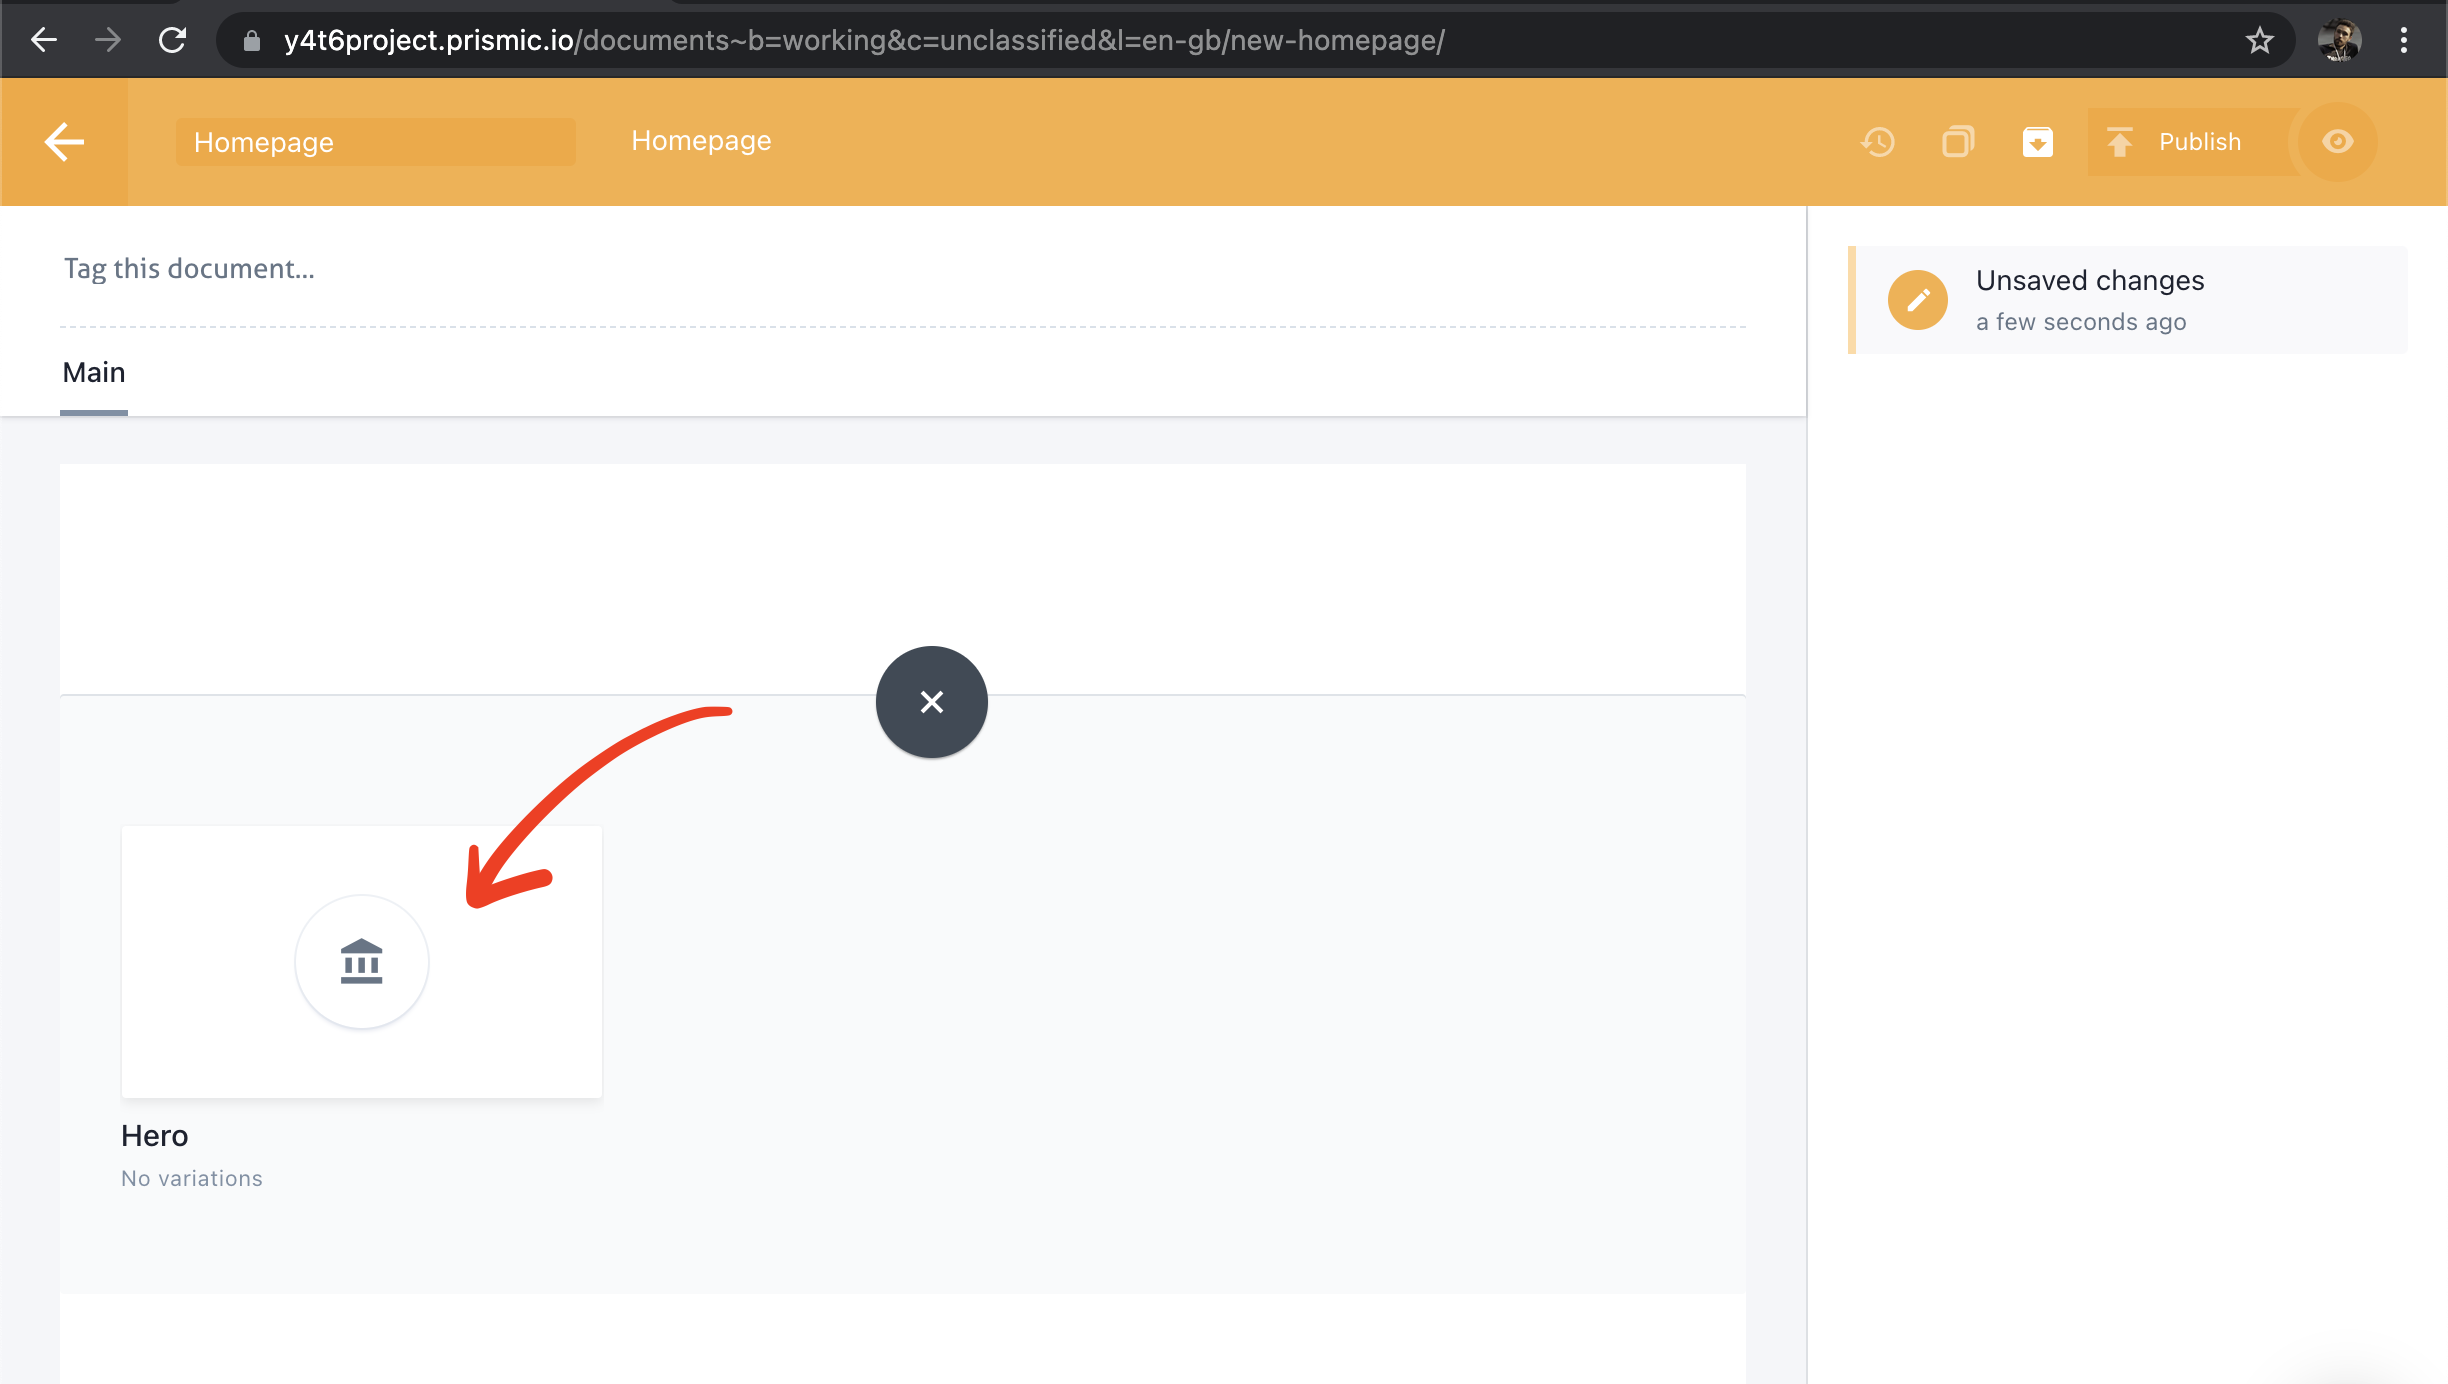 y4t6project.prismic.io/documents~b=working&c=unclassified&l=en-gb/new-homepage/
Homepage
Homepage
Publish
Tag this document...
Main
Unsaved changes
a few seconds ago
Hero
No variations